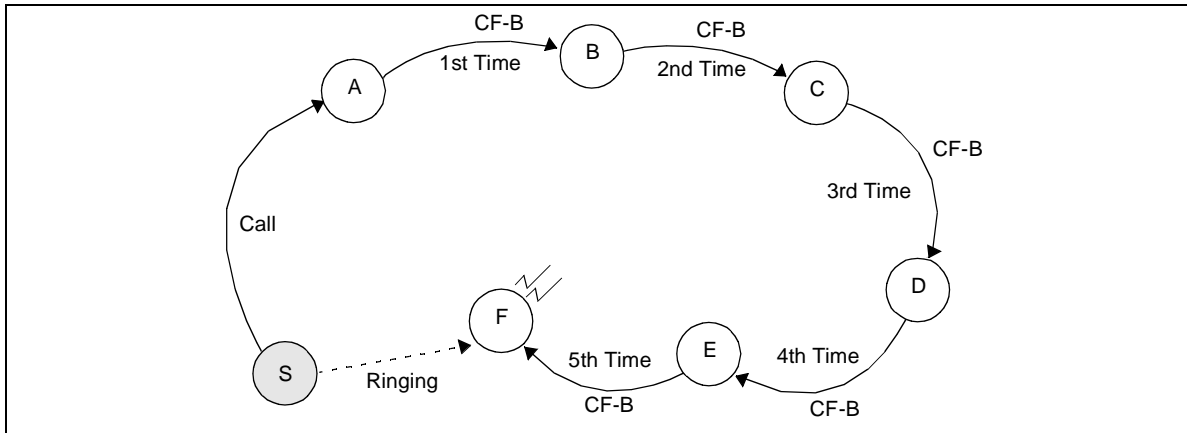 CF-B
A
1st Time
B
CF-B
2nd Time
C
CF-B
3rd Time
Call
D
F
E
4th Time
CF-B
5th Time
CF-B
S
Ringing